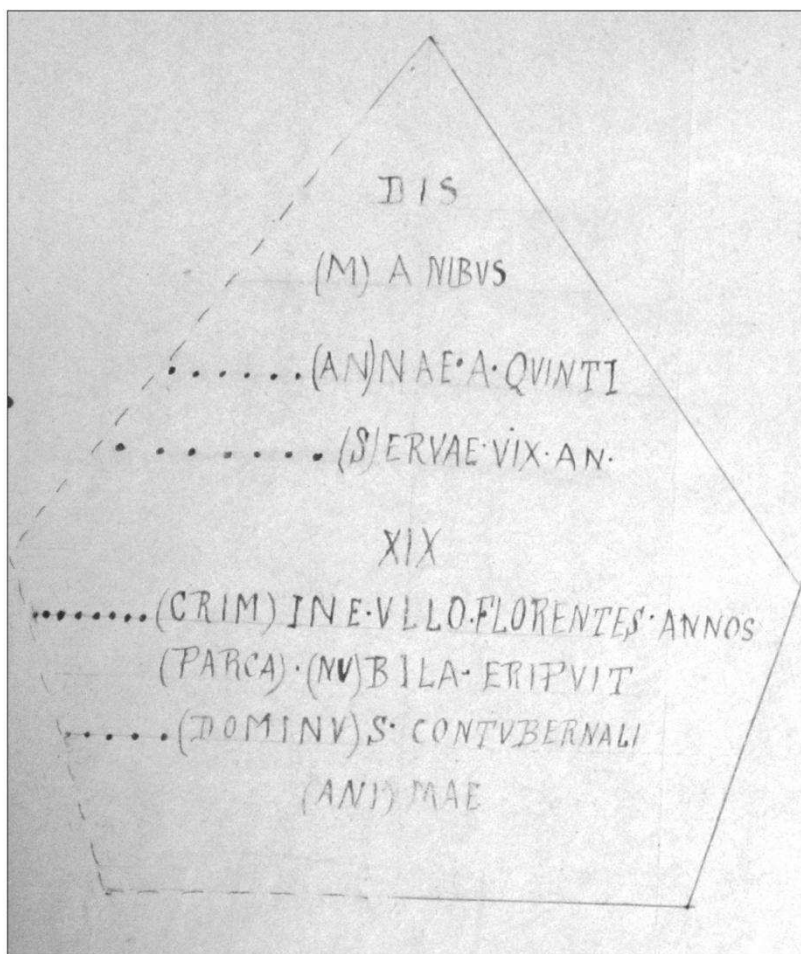 DIS
(M) A NIBVS
. . . . . . (AN)NAE·A·QVINTI
. . . . . . . (S)ERVAE·VIX·AN·
XIX
.......(CRIM) INE·VLLO·FLORENTES·ANNOS
(PARCA)·(NV)BILA·ERIPVIT
......(DOMINV)S·CONTVBERNALI
(ANI) MAE